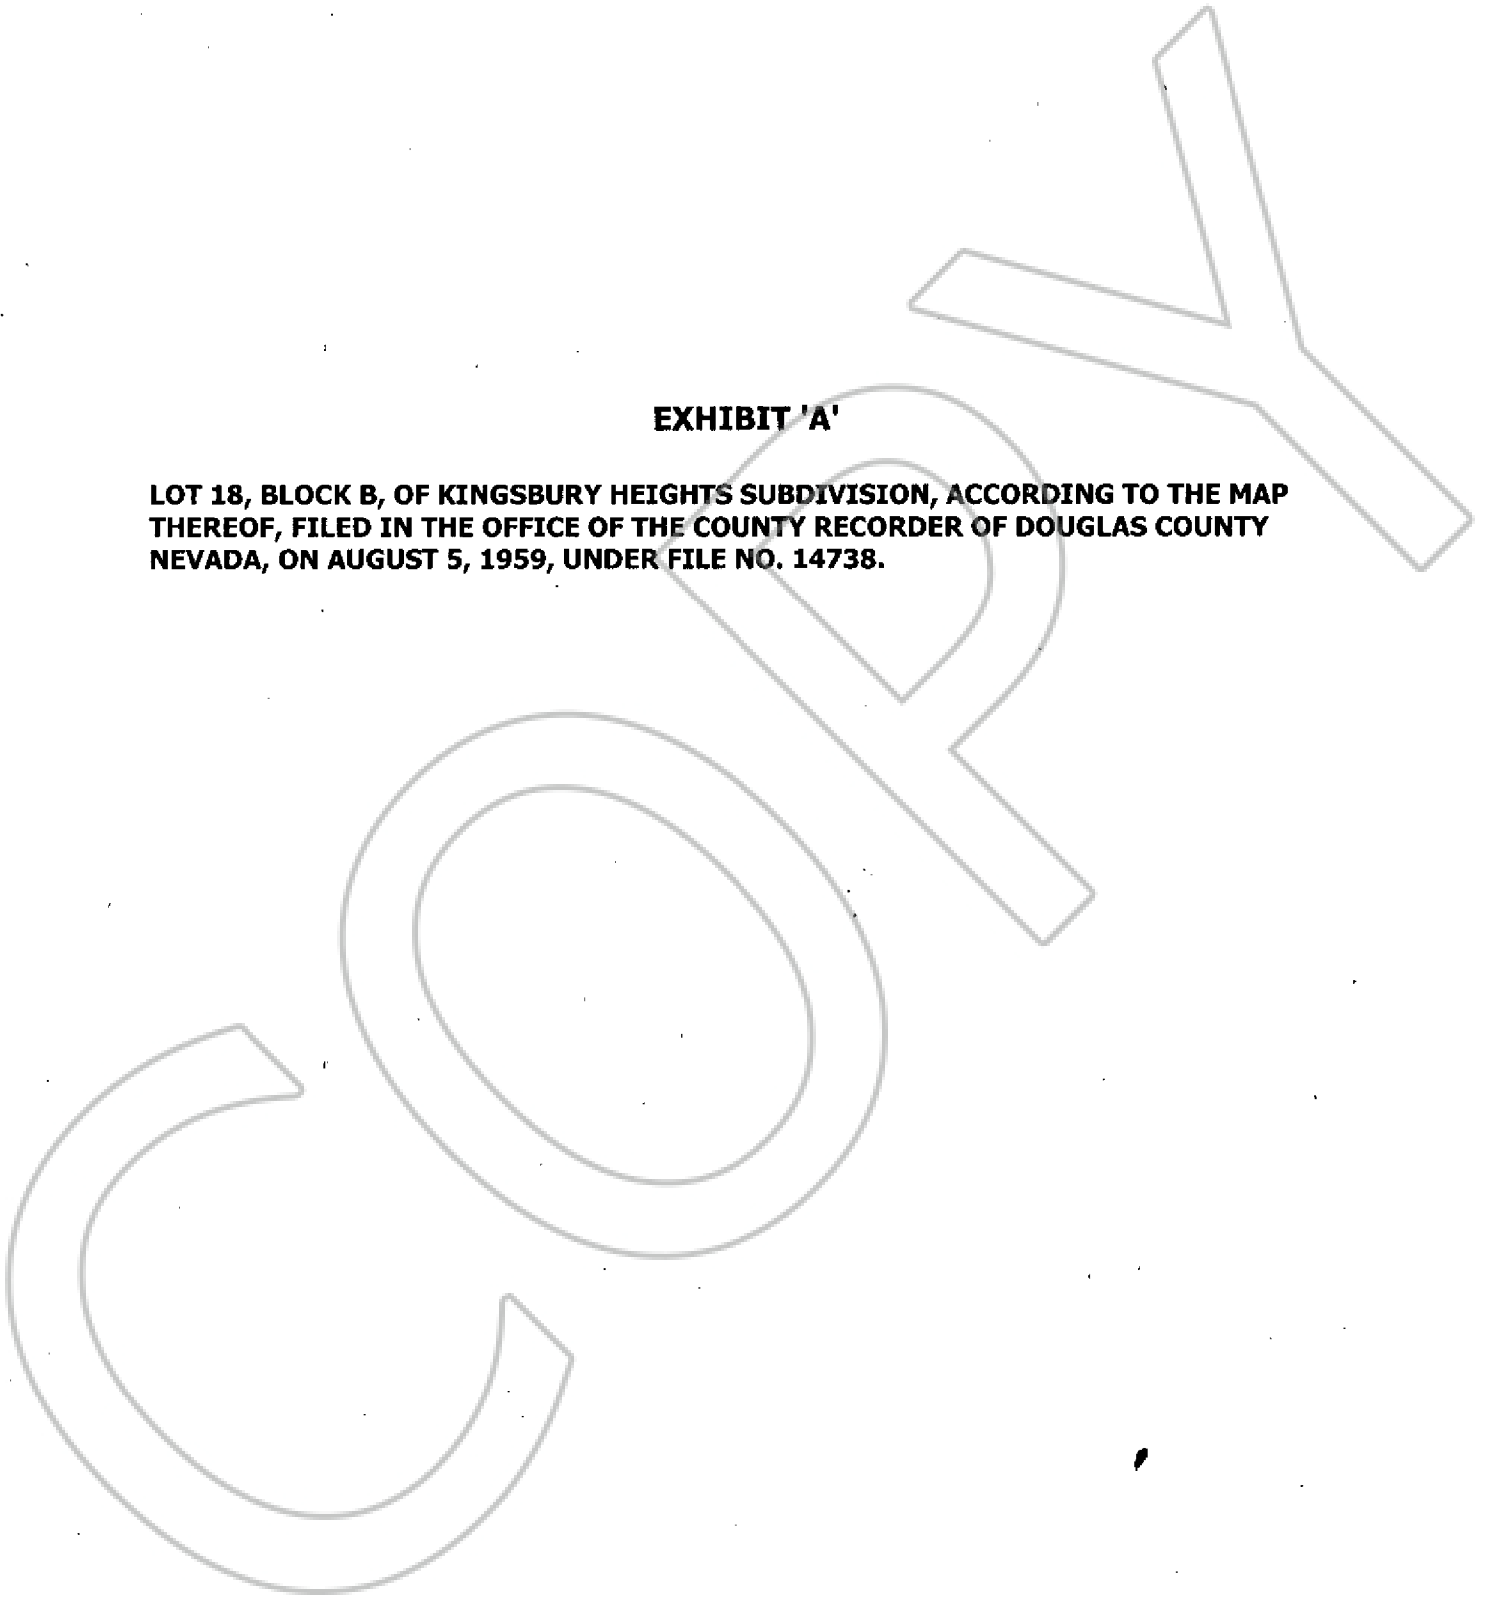 EXHIBIT 'A'
LOT 18, BLOCK B, OF KINGSBURY HEIGHTS SUBDIVISION, ACCORDING TO THE MAP
THEREOF, FILED IN THE OFFICE OF THE COUNTY RECORDER OF DOUGLAS COUNTY
NEVADA, ON AUGUST 5, 1959, UNDER FILE NO. 14738.
COPY